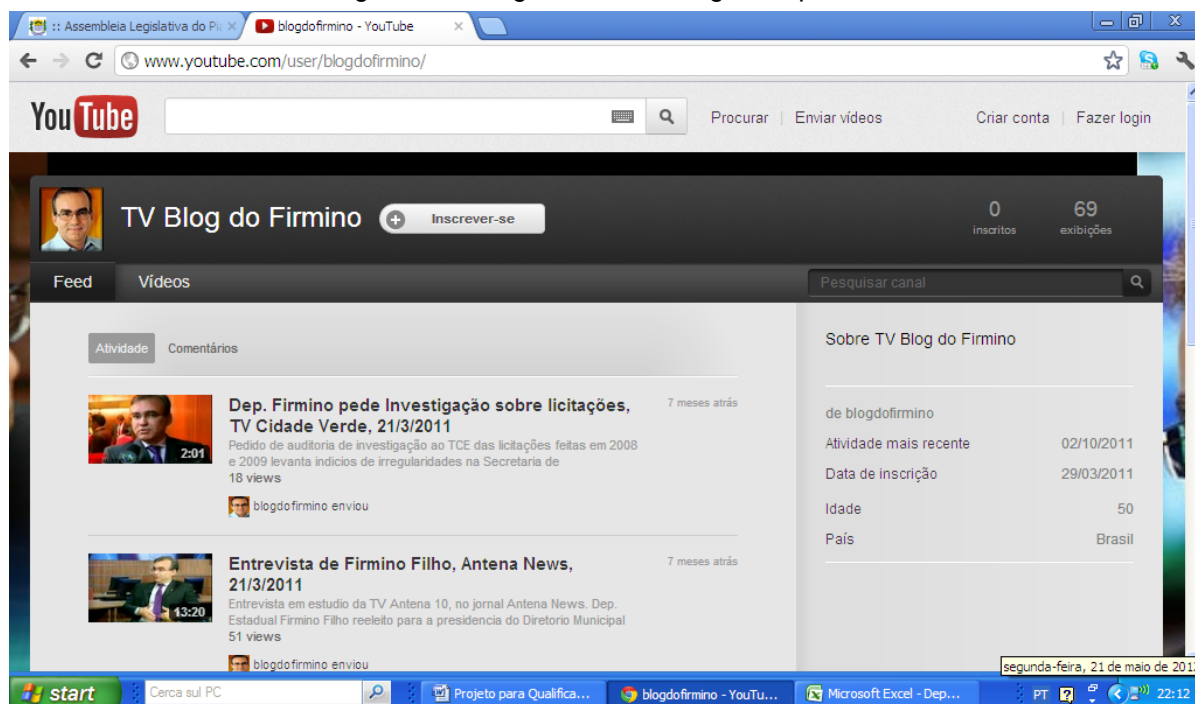 :: Assembleia Legislativa do Pi
blogdofirmino - YouTube
www.youtube.com/user/blogdofirmino/
YouTube
Procurar | Enviar vídeos
Criar conta | Fazer login
TV Blog do Firmino
Inscrever-se
0
inscritos
69
exibições
Feed
Vídeos
Pesquisar canal
Atividade
Comentários
Dep. Firmino pede Investigação sobre licitações,
TV Cidade Verde, 21/3/2011
7 meses atrás
Pedido de auditoria de investigação ao TCE das licitações feitas em 2008
e 2009 levanta indicios de irregularidades na Secretaria de
18 views
2:01
blogdofirmino enviou
Entrevista de Firmino Filho, Antena News,
21/3/2011
7 meses atrás
Entrevista em estudio da TV Antena 10, no jornal Antena News. Dep.
Estadual Firmino Filho reeleito para a presidencia do Diretorio Municipal
51 views
13:20
blogdofirmino enviou
Sobre TV Blog do Firmino
de blogdofirmino
Atividade mais recente 02/10/2011
Data de inscrição 29/03/2011
Idade 50
País Brasil
segunda-feira, 21 de maio de 2012
start
Cerca sul PC
Projeto para Qualifica...
blogdofirmino - YouTu...
Microsoft Excel - Dep...
PT
22:12